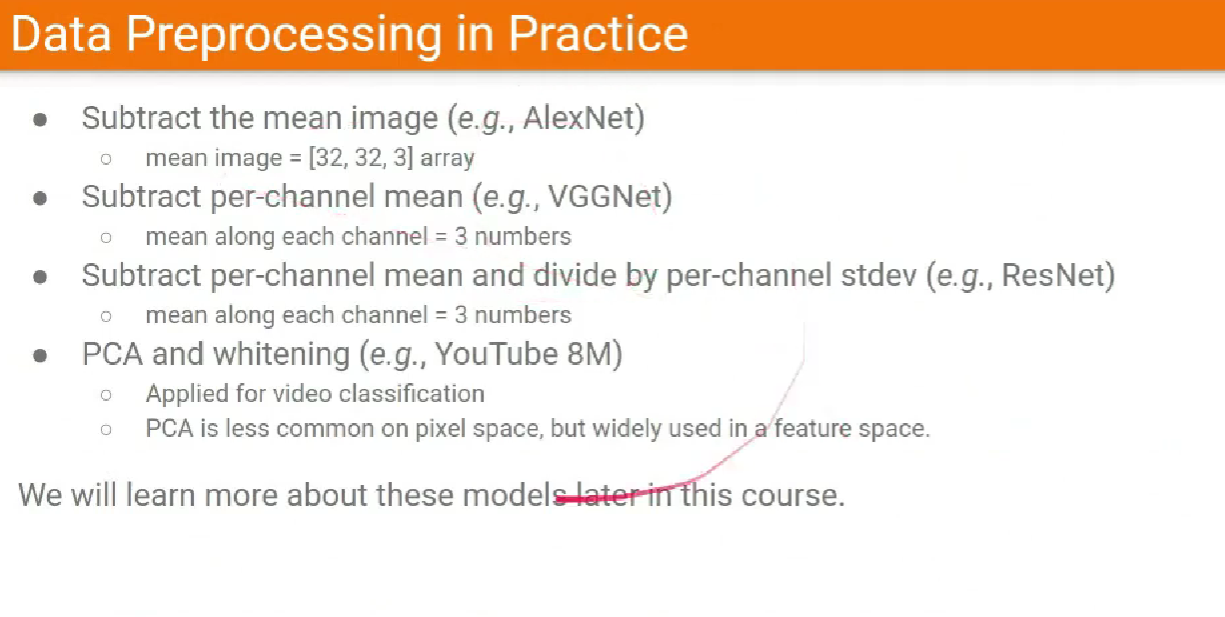 Data Preprocessing in Practice
● Subtract the mean image (e.g., AlexNet)
○ mean image = [32, 32, 3] array
● Subtract per-channel mean (e.g., VGGNet)
○ mean along each channel = 3 numbers
● Subtract per-channel mean and divide by per-channel stdev (e.g., ResNet)
○ mean along each channel = 3 numbers
● PCA and whitening (e.g., YouTube 8M)
○ Applied for video classification
○ PCA is less common on pixel space, but widely used in a feature space.
We will learn more about these models later in this course.